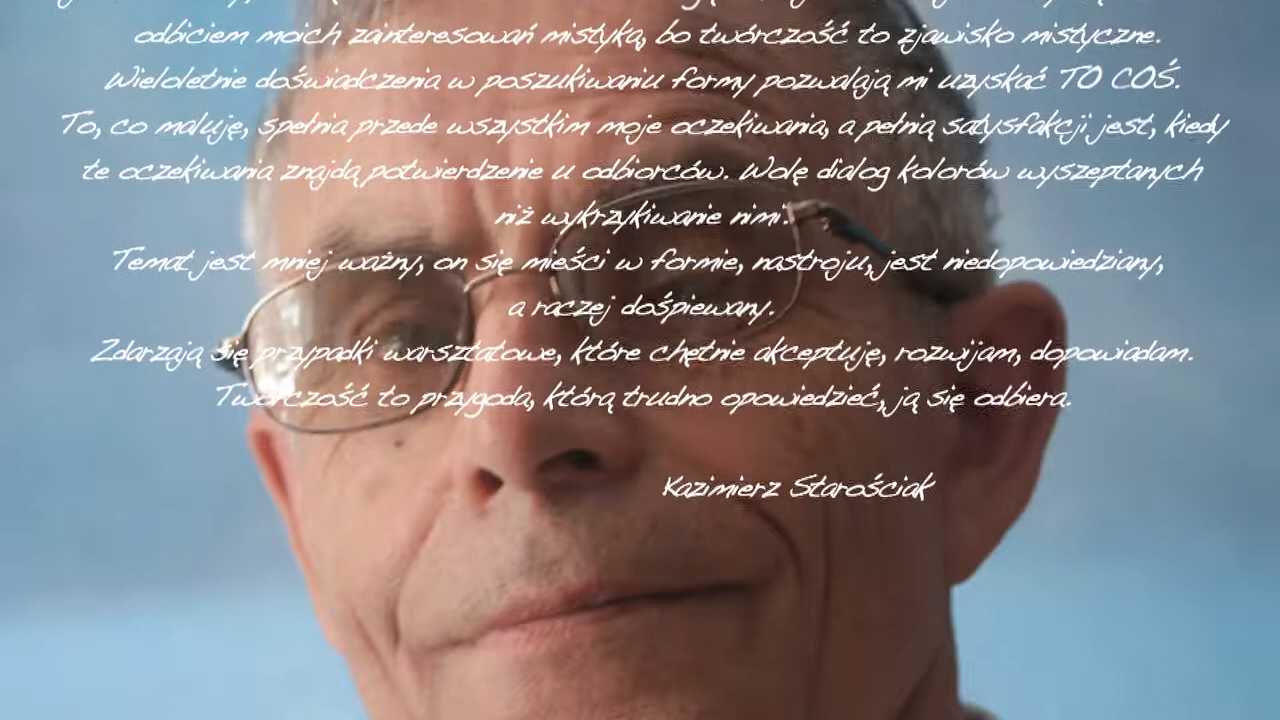 odbiciem moich zainteresowań mistyką, bo twórczość to zjawisko mistyczne.
Wieloletnie doświadczenia w poszukiwaniu formy pozwalają mi uzyskać TO COŚ.
To, co maluję, spełnia przede wszystkim moje oczekiwania, a pełnią satysfakcji jest, kiedy
te oczekiwania znajdą potwierdzenie u odbiorców. Wolę dialog kolorów wyszeptanych
niż wykrzykiwanie nimi.
Temat jest mniej ważny, on się mieści w formie, nastroju, jest niedopowiedziany,
a raczej dośpiewany.
Zdarzają się przypadki warsztatowe, które chętnie akceptuję, rozwijam, dopowiadam.
Twórczość to przygoda, którą trudno opowiedzieć, ją się odbiera.
Kazimierz Starościak